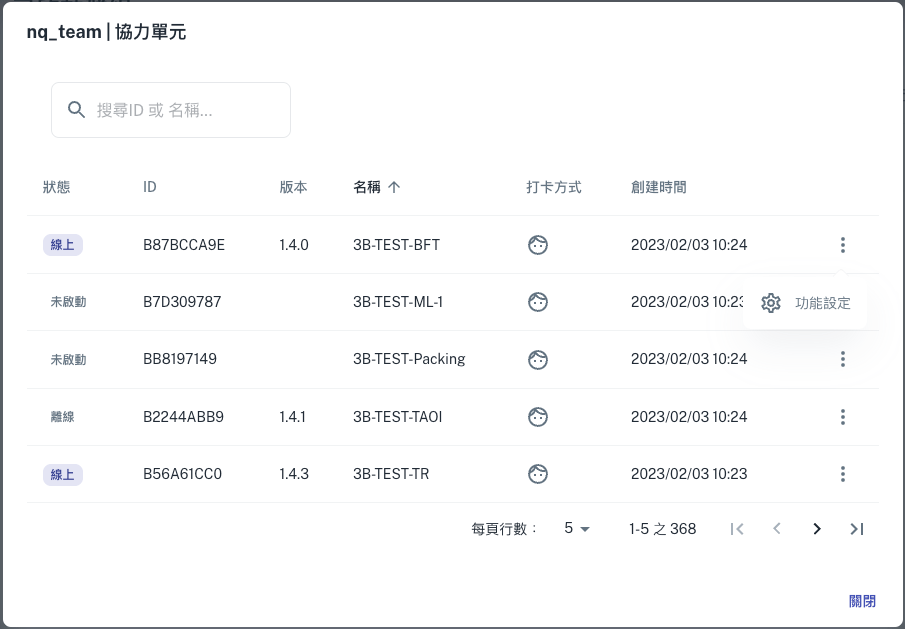 nq_team | 協力單元
搜尋ID 或 名稱...
狀態 ID 版本 名稱 打卡方式 創建時間
線上 B87BCCA9E 1.4.0 3B-TEST-BFT 2023/02/03 10:24
未啟動 B7D309787 3B-TEST-ML-1 2023/02/03 10:23 功能設定
未啟動 BB8197149 3B-TEST-Packing 2023/02/03 10:24
離線 B2244ABB9 1.4.1 3B-TEST-TAOI 2023/02/03 10:24
線上 B56A61CC0 1.4.3 3B-TEST-TR 2023/02/03 10:23
每頁行數： 5 1-5 之 368
關閉